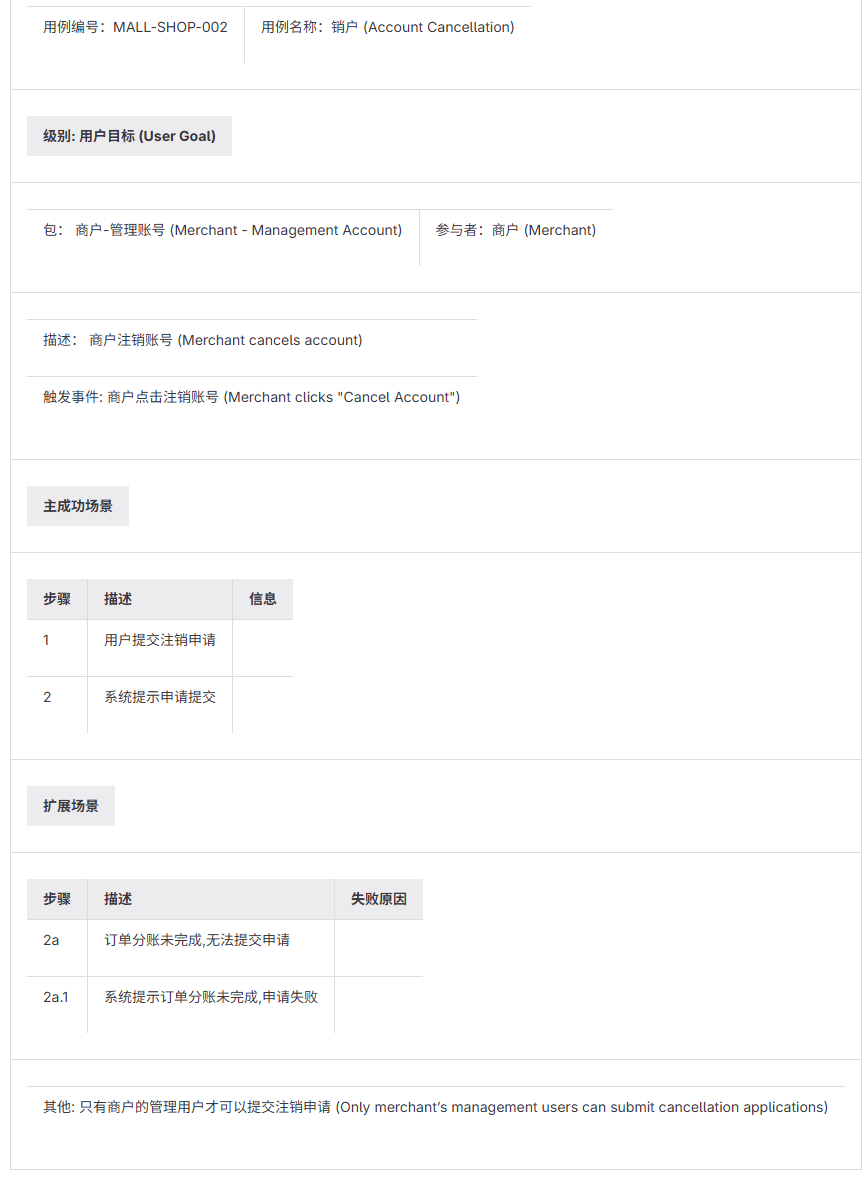 用例编号：MALL-SHOP-002 用例名称：销户 (Account Cancellation)
级别: 用户目标 (User Goal)
包： 商户-管理账号 (Merchant - Management Account) 参与者：商户 (Merchant)
描述： 商户注销账号 (Merchant cancels account)
触发事件: 商户点击注销账号 (Merchant clicks "Cancel Account")
主成功场景
步骤 描述 信息
1 用户提交注销申请
2 系统提示申请提交
扩展场景
步骤 描述 失败原因
2a 订单分账未完成,无法提交申请
2a.1 系统提示订单分账未完成,申请失败
其他: 只有商户的管理用户才可以提交注销申请 (Only merchant’s management users can submit cancellation applications)